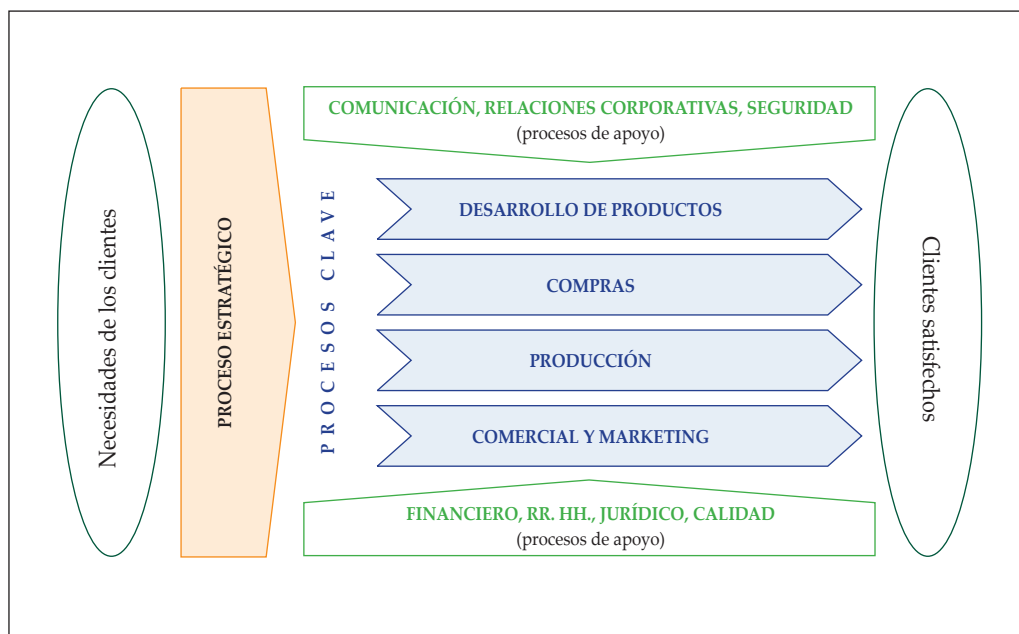 Necesidades de los clientes
PROCESO ESTRATÉGICO
COMUNICACIÓN, RELACIONES CORPORATIVAS, SEGURIDAD
(procesos de apoyo)
PROCESOS CLAVE
DESARROLLO DE PRODUCTOS
COMPRAS
PRODUCCIÓN
COMERCIAL Y MARKETING
FINANCIERO, RR. HH., JURÍDICO, CALIDAD
(procesos de apoyo)
Clientes satisfechos